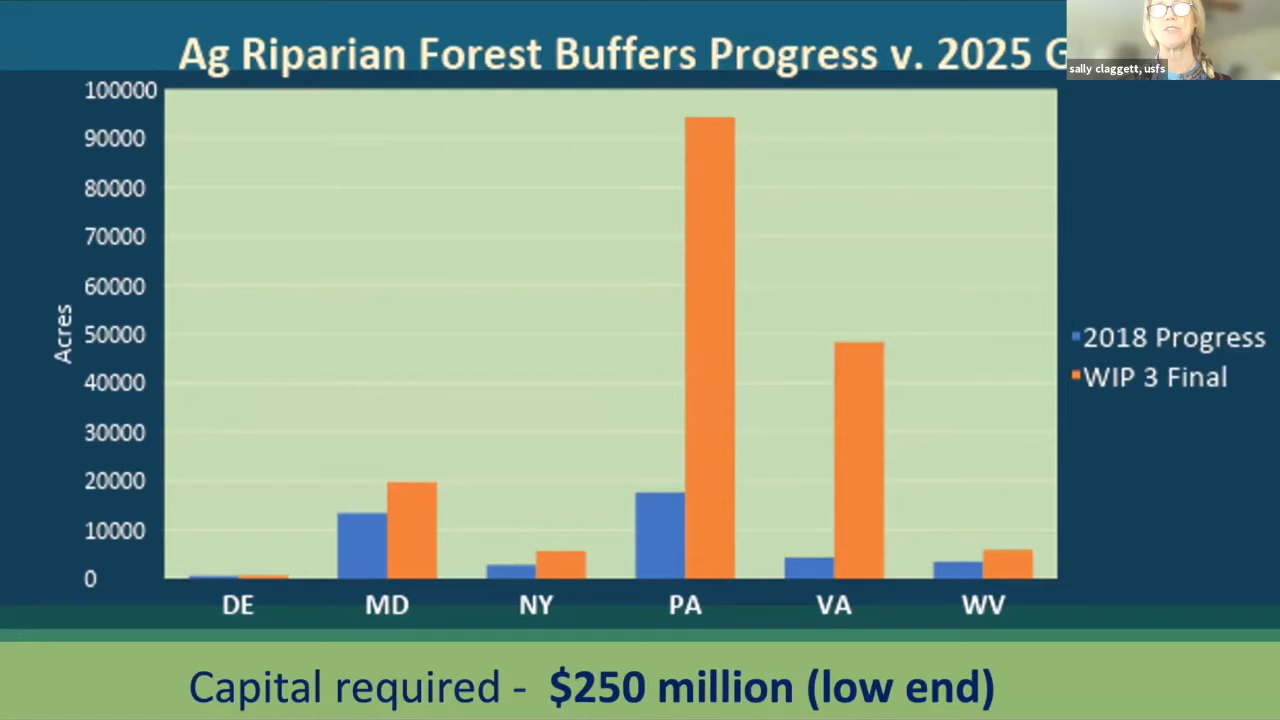 Ag Riparian Forest Buffers Progress v. 2025 G
sally claggett, usfs
100000
90000
80000
70000
60000
50000
40000
30000
20000
10000
0
Acres
DE MD NY PA VA WV
2018 Progress
WIP 3 Final
Capital required - $250 million (low end)